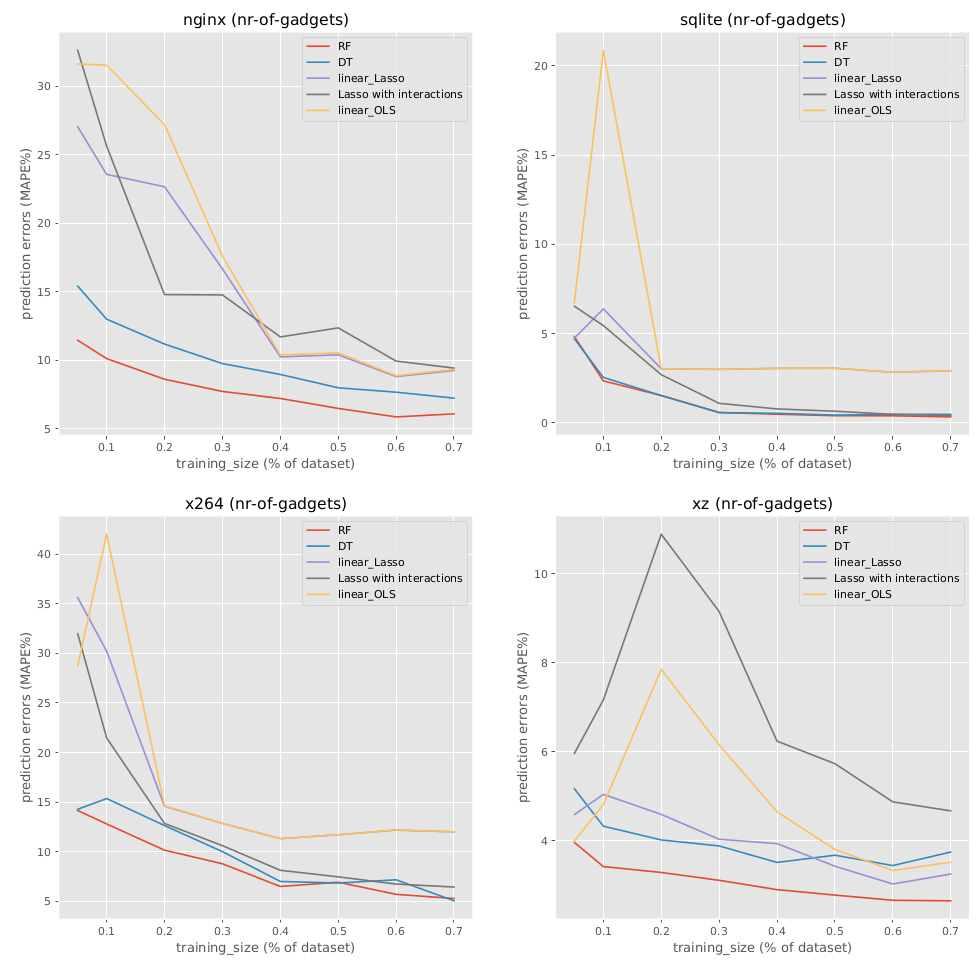 nginx (nr-of-gadgets)
prediction errors (MAPE%)
30
25
20
15
10
5
RF
DT
linear_Lasso
Lasso with interactions
linear_OLS
0.1 0.2 0.3 0.4 0.5 0.6 0.7
training_size (% of dataset)
sqlite (nr-of-gadgets)
prediction errors (MAPE%)
20
15
10
5
0
RF
DT
linear_Lasso
Lasso with interactions
linear_OLS
0.1 0.2 0.3 0.4 0.5 0.6 0.7
training_size (% of dataset)
x264 (nr-of-gadgets)
prediction errors (MAPE%)
40
35
30
25
20
15
10
5
RF
DT
linear_Lasso
Lasso with interactions
linear_OLS
0.1 0.2 0.3 0.4 0.5 0.6 0.7
training_size (% of dataset)
xz (nr-of-gadgets)
prediction errors (MAPE%)
10
8
6
4
RF
DT
linear_Lasso
Lasso with interactions
linear_OLS
0.1 0.2 0.3 0.4 0.5 0.6 0.7
training_size (% of dataset)